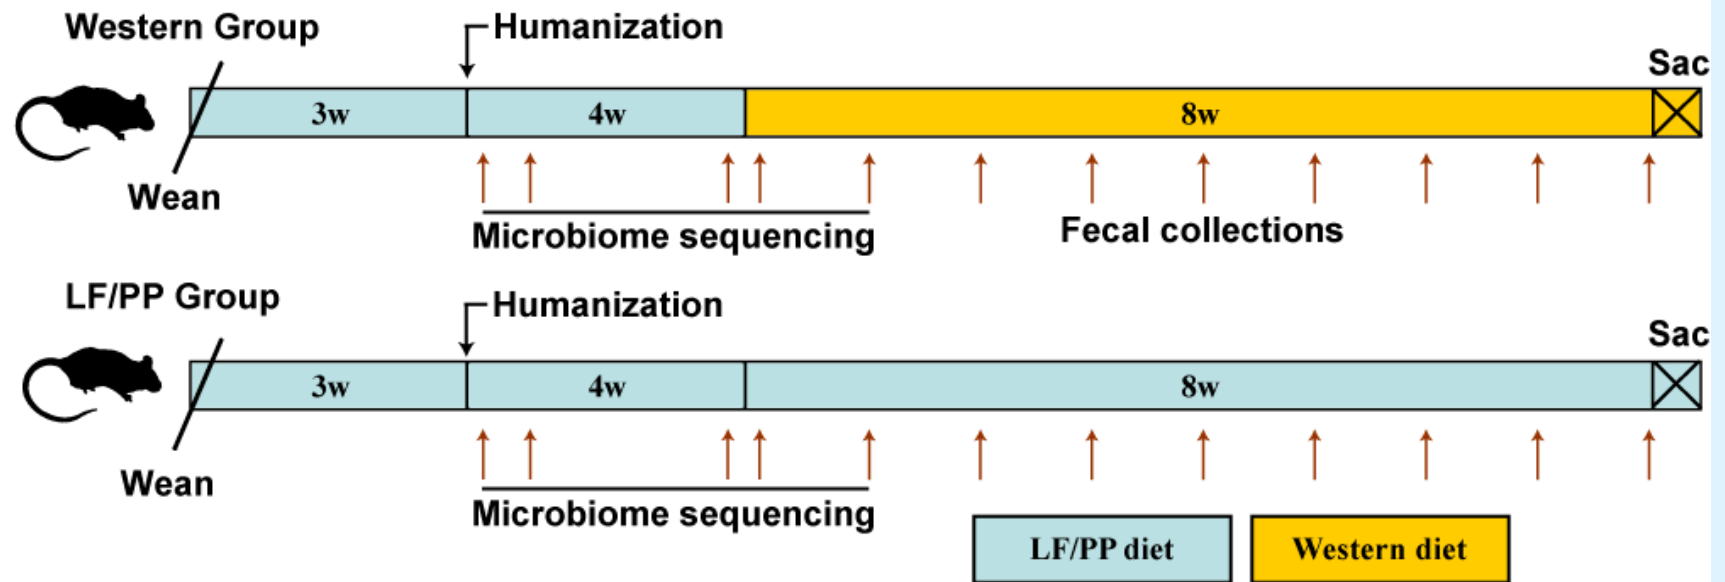 Western Group
Humanization
Sac
3w
4w
8w
Wean
Microbiome sequencing
Fecal collections
LF/PP Group
Humanization
Sac
3w
4w
8w
Wean
Microbiome sequencing
LF/PP diet
Western diet